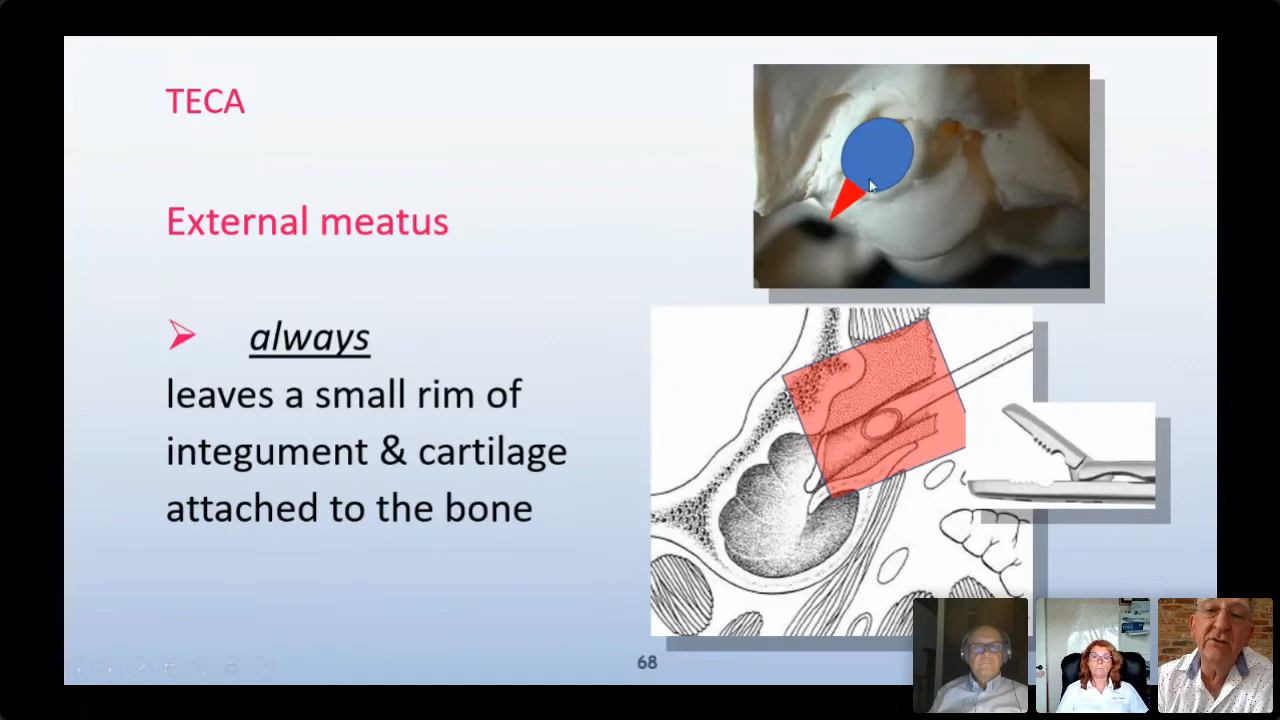 TECA
External meatus
always
leaves a small rim of
integument & cartilage
attached to the bone
68